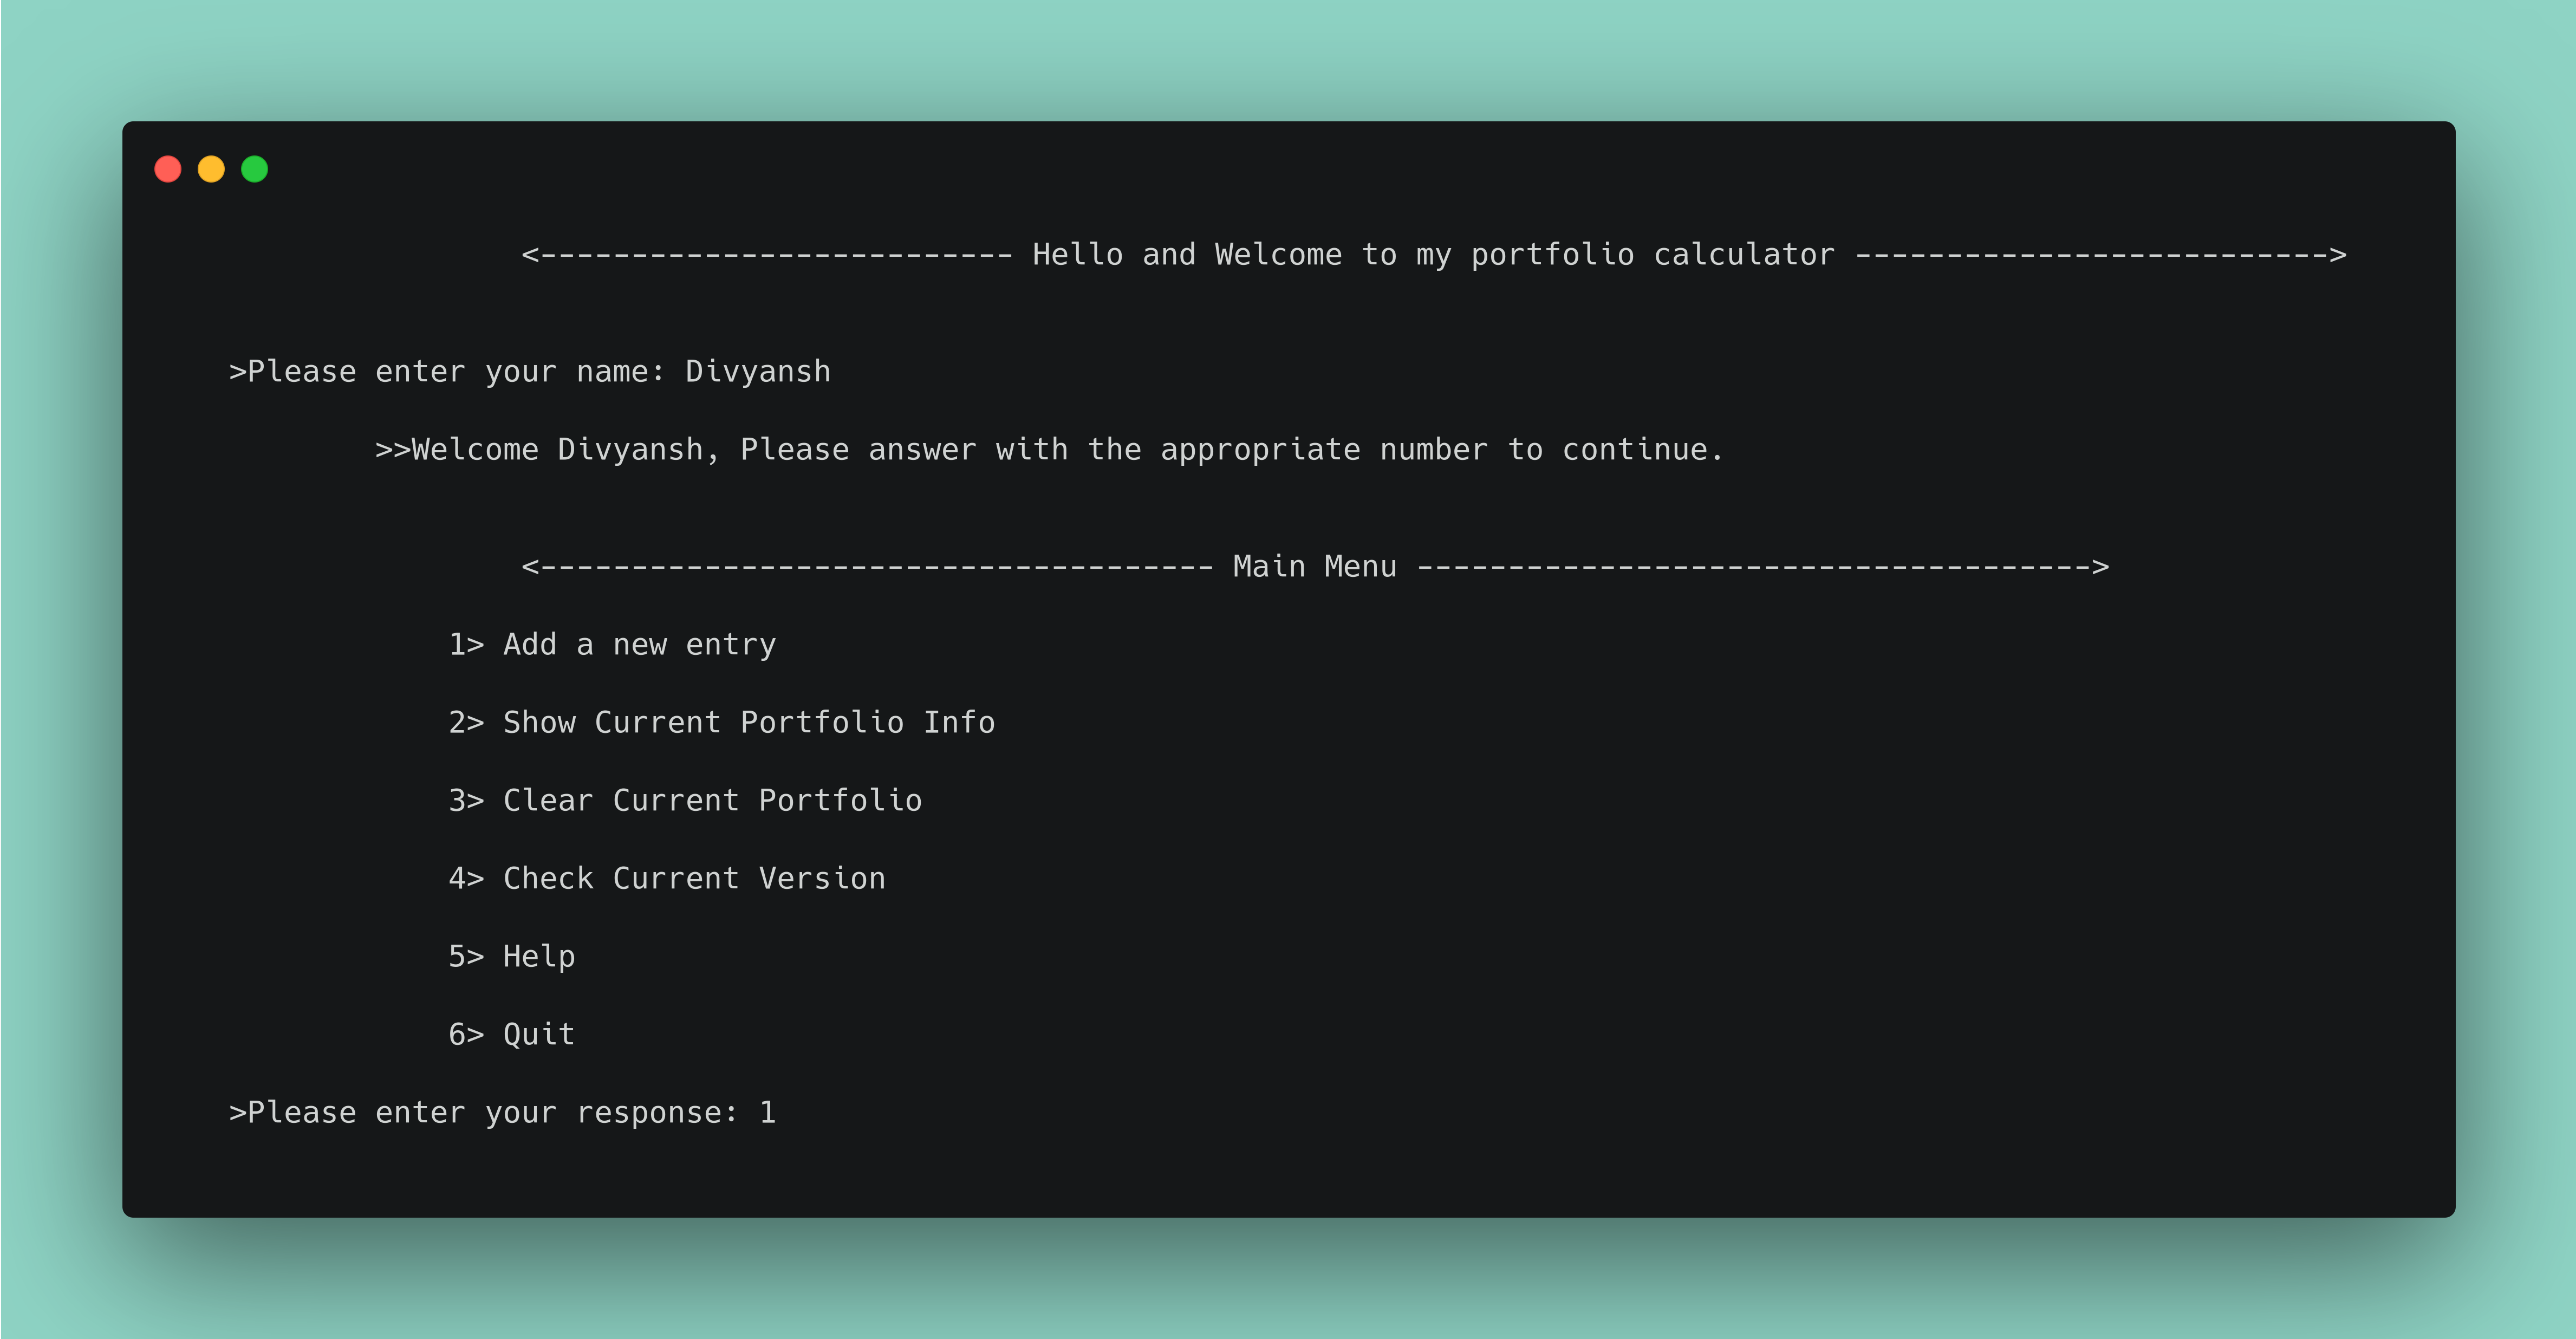 <-------------------------- Hello and Welcome to my portfolio calculator -------------------------->
>Please enter your name: Divyansh
>>Welcome Divyansh, Please answer with the appropriate number to continue.
<------------------------------------- Main Menu ------------------------------------->
1> Add a new entry
2> Show Current Portfolio Info
3> Clear Current Portfolio
4> Check Current Version
5> Help
6> Quit
>Please enter your response: 1